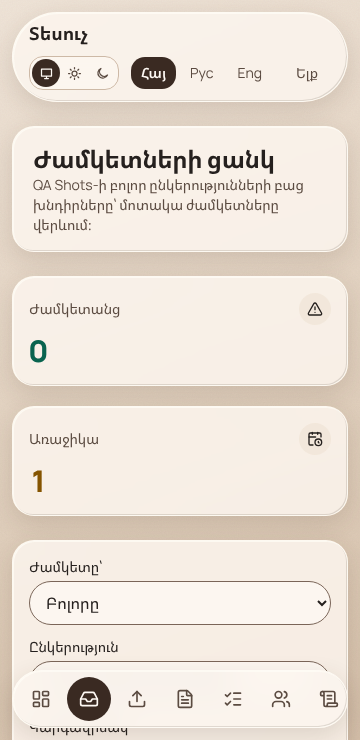 Տեսուչ
Հայ Рус Eng Ելք
Ժամկետների ցանկ
QA Shots-ի բոլոր ընկերությունների բաց
խնդիրները՝ մոտակա ժամկետները
վերևում։
Ժամկետանց
0
Առաջիկա
1
Ժամկետը՝
Բոլորը
Ընկերություն